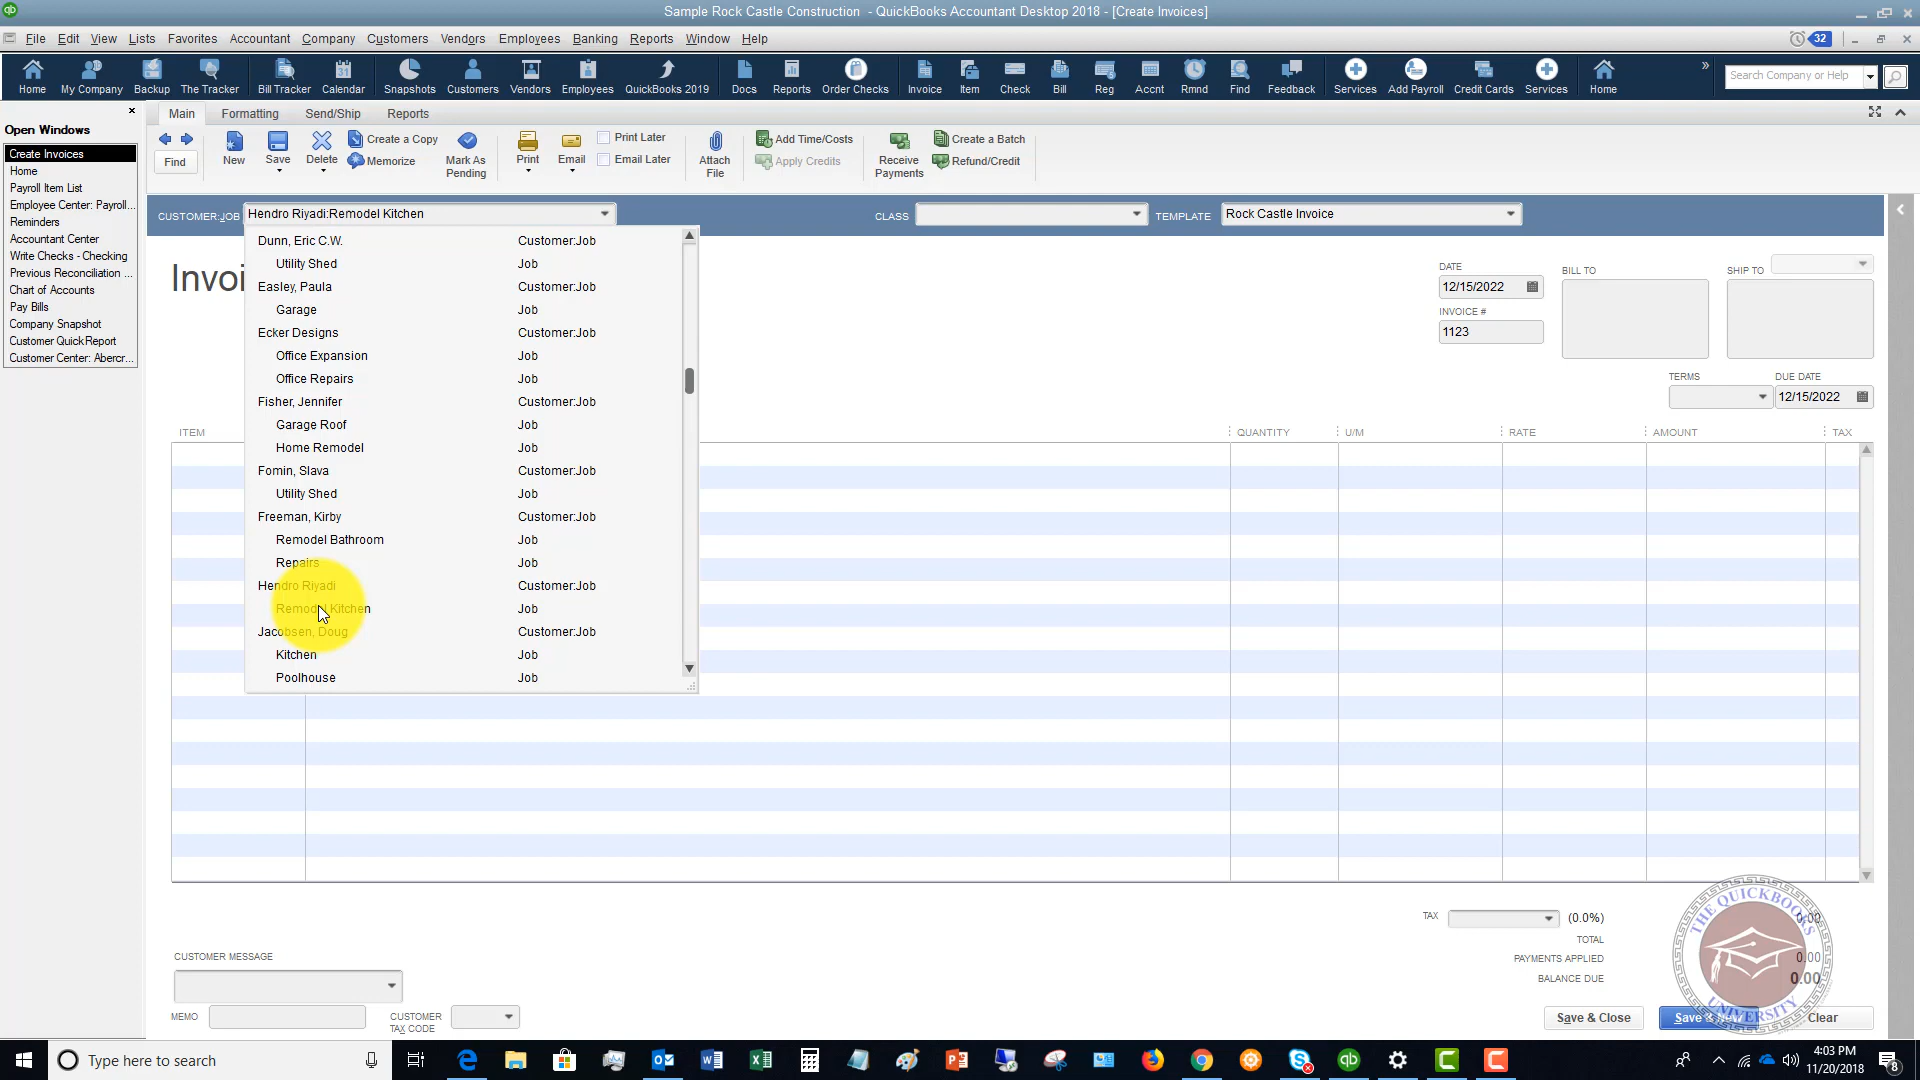 Sample Rock Castle Construction - QuickBooks Accountant Desktop 2018 - [Create Invoices]
File Edit View Lists Favorites Accountant Company Customers Vendors Employees Banking Reports Window Help 32
Home My Company Backup The Tracker Bill Tracker Calendar Snapshots Customers Vendors Employees QuickBooks 2019 Docs Reports Order Checks Invoice Item Check Bill Reg Accnt Rmnd Find Feedback Services Add Payroll Credit Cards Services Home » Search Company or Help
Main Formatting Send/Ship Reports
Open Windows
Create Invoices
Home
Payroll Item List
Employee Center: Payroll...
Reminders
Accountant Center
Write Checks - Checking
Previous Reconciliation ...
Chart of Accounts
Pay Bills
Company Snapshot
Customer QuickReport
Customer Center: Abercr...
Find New Save Delete Create a Copy Memorize Mark As Pending Print Email Print Later Email Later Attach File Add Time/Costs Apply Credits Receive Payments Create a Batch Refund/Credit
CUSTOMER:JOB Hendro Riyadi:Remodel Kitchen CLASS TEMPLATE Rock Castle Invoice
Dunn, Eric C.W. Customer:Job
Utility Shed Job
Easley, Paula Customer:Job
Garage Job
Ecker Designs Customer:Job
Office Expansion Job
Office Repairs Job
Fisher, Jennifer Customer:Job
Garage Roof Job
Home Remodel Job
Fomin, Slava Customer:Job
Utility Shed Job
Freeman, Kirby Customer:Job
Remodel Bathroom Job
Repairs Job
Hendro Riyadi Customer:Job
Remodel Kitchen Job
Jacobsen, Doug Customer:Job
Kitchen Job
Poolhouse Job
Invoi
DATE
12/15/2022
INVOICE #
1123
BILL TO
SHIP TO
TERMS DUE DATE
12/15/2022
ITEM QUANTITY U/M RATE AMOUNT TAX
TAX (0.0%) 0.00
TOTAL
PAYMENTS APPLIED 0.00
BALANCE DUE 0.00
CUSTOMER MESSAGE
MEMO
CUSTOMER TAX CODE
Save & Close Save & New Clear
THE QUICKBOOKS UNIVERSITY
Type here to search
4:03 PM
11/20/2018
8